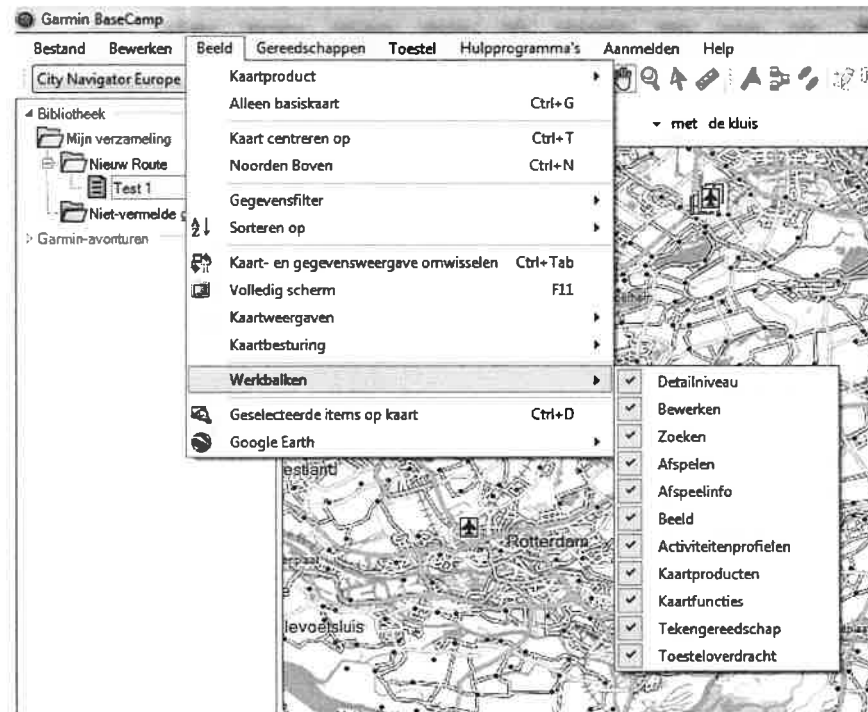 Garmin BaseCamp
Bestand Bewerken Beeld Gereedschappen Toestel Hulpprogramma's Aanmelden Help
City Navigator Europe
Bibliotheek
Mijn verzameling
Nieuw Route
Test 1
Niet-vermelde
Garmin-avonturen
Kaartproduct
Alleen basiskaart Ctrl+G
Kaart centreren op Ctrl+T
Noorden Boven Ctrl+N
Gegevensfilter
Sorteren op
Kaart- en gegevensweergave omwisselen Ctrl+Tab
Volledig scherm F11
Kaartweergaven
Kaartbesturing
Werkbalken
Geselecteerde items op kaart Ctrl+D
Google Earth
met de kluis
Detailniveau
Bewerken
Zoeken
Afspelen
Afspeelinfo
Beeld
Activiteitenprofielen
Kaartproducten
Kaartfuncties
Tekengereedschap
Toesteloverdracht
Rotterdam
levoetsluis